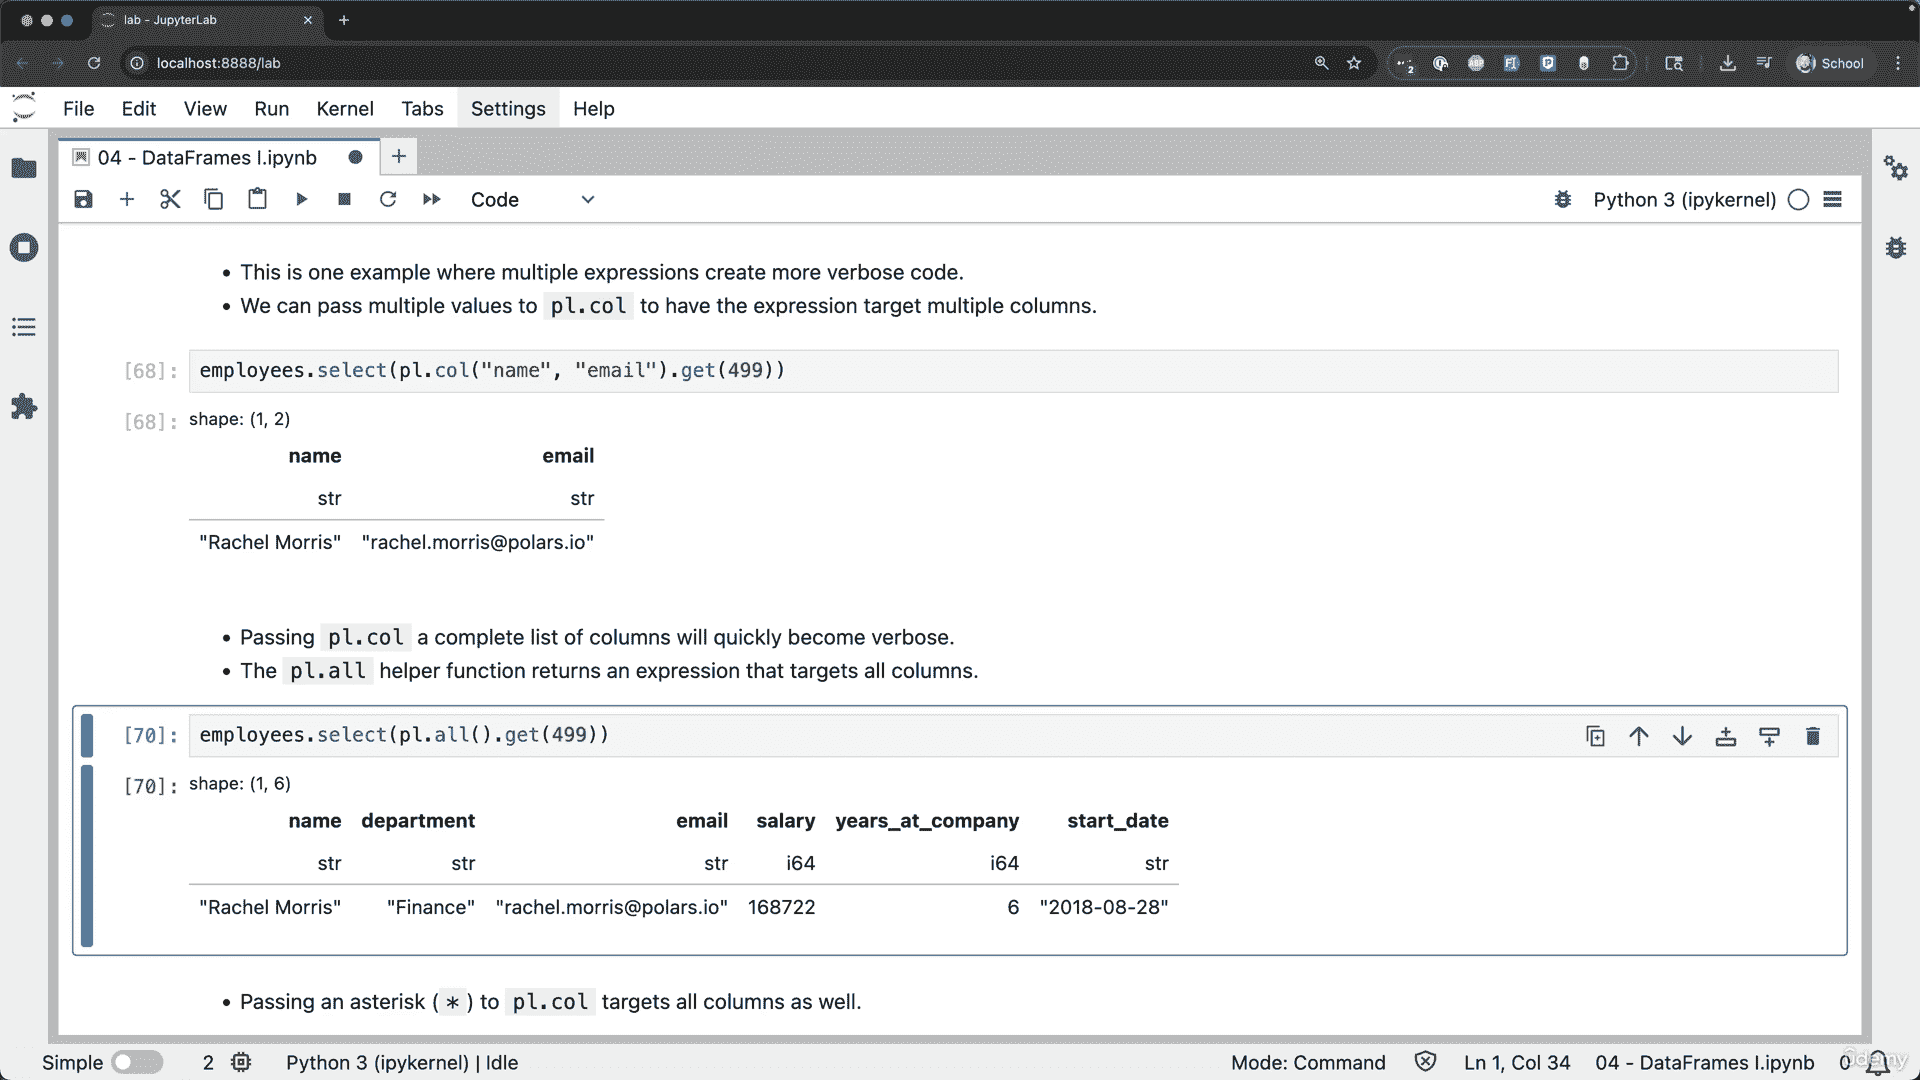 lab - JupyterLab
localhost:8888/lab
School
File Edit View Run Kernel Tabs Settings Help
04 - DataFrames I.ipynb
Code
Python 3 (ipykernel)
• This is one example where multiple expressions create more verbose code.
• We can pass multiple values to pl.col to have the expression target multiple columns.
[68]: employees.select(pl.col("name", "email").get(499))
[68]: shape: (1, 2)
name email
str str
"Rachel Morris" "rachel.morris@polars.io"
• Passing pl.col a complete list of columns will quickly become verbose.
• The pl.all helper function returns an expression that targets all columns.
[70]: employees.select(pl.all().get(499))
[70]: shape: (1, 6)
name department email salary years_at_company start_date
str str str i64 i64 str
"Rachel Morris" "Finance" "rachel.morris@polars.io" 168722 6 "2018-08-28"
• Passing an asterisk (*) to pl.col targets all columns as well.
Simple 2 Python 3 (ipykernel) | Idle Mode: Command Ln 1, Col 34 04 - DataFrames I.ipynb 0
udemy